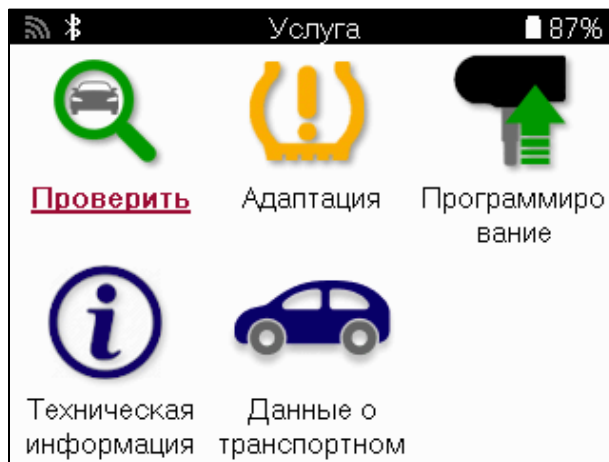 Услуга 87%
Проверить
Адаптация
Программиро
вание
Техническая
информация
Данные о
транспортном